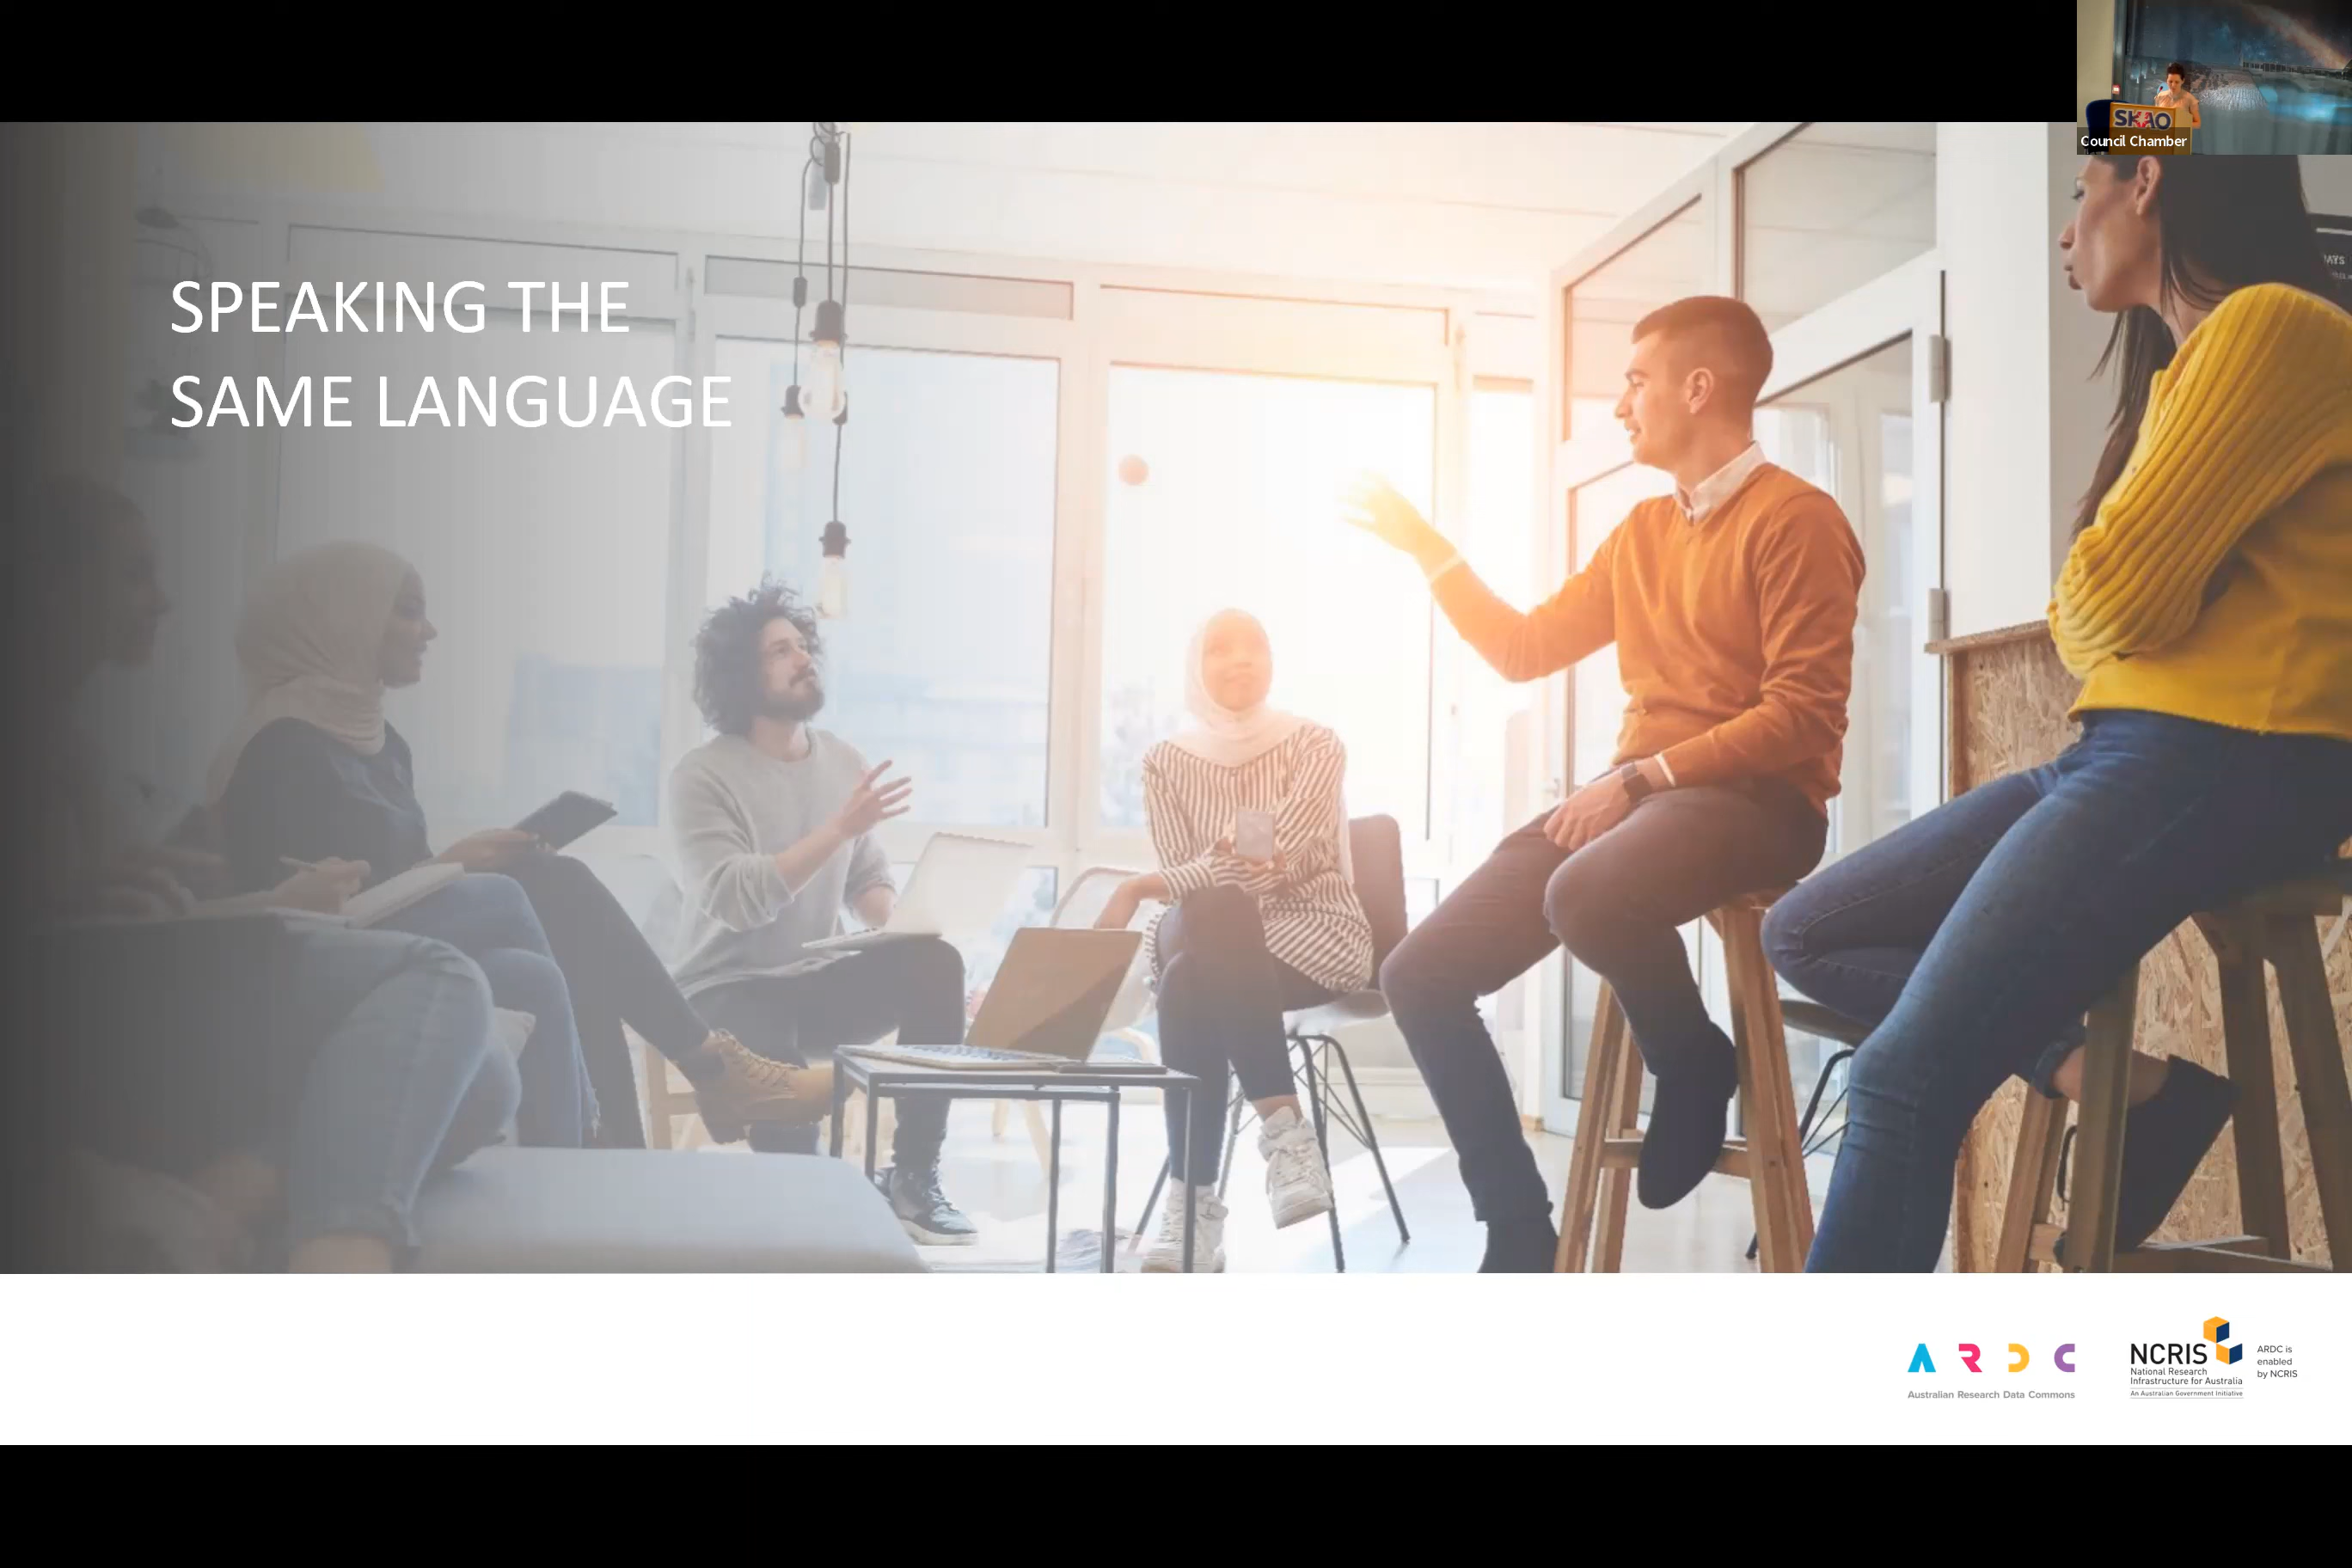 SKAO
Council Chamber
SPEAKING THE
SAME LANGUAGE
ARDC
Australian Research Data Commons
NCRIS
National Research
Infrastructure for Australia
An Australian Government Initiative
ARDC is
enabled
by NCRIS